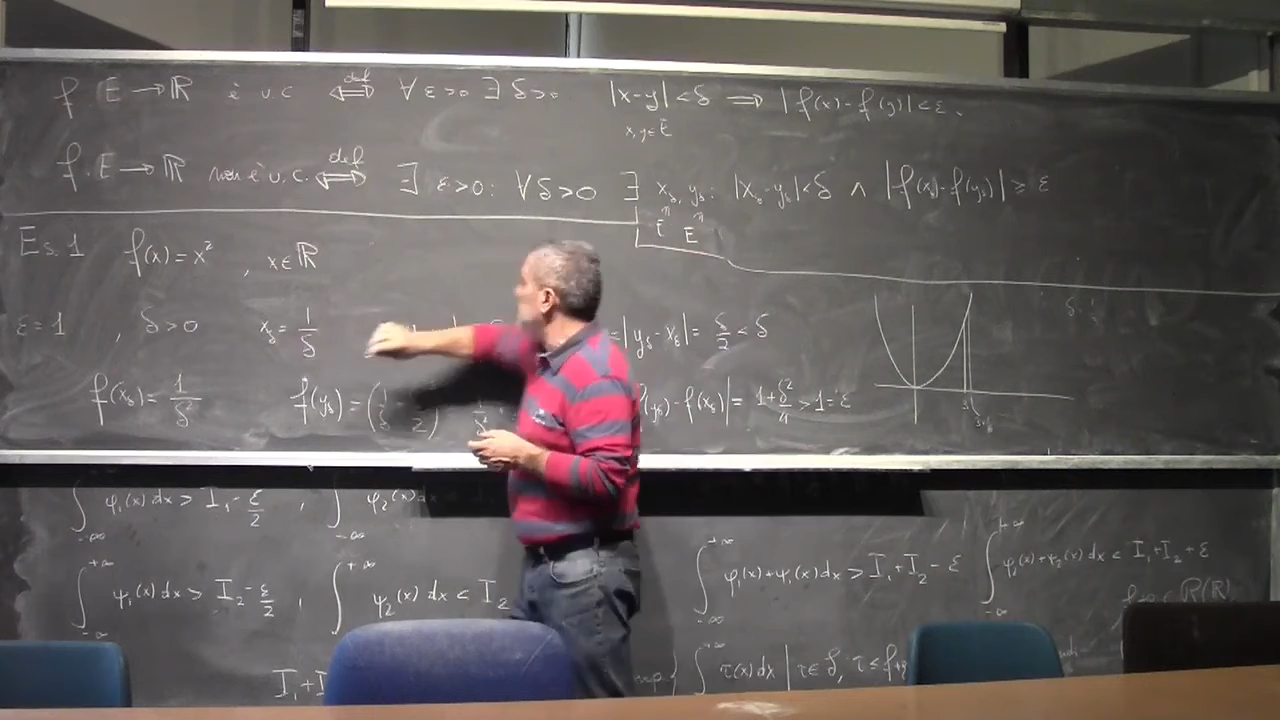 f: E → ℝ è u.c. ⟺ def ∀ε>0 ∃δ>0 |x-y|<δ ⟹ |f(x)-f(y)|<ε.
x,y∈E
f: E → ℝ non è u.c. ⟺ def ∃ ε>0: ∀δ>0 ∃ x_δ, y_δ: |x_δ-y_δ|<δ ∧ |f(x_δ)-f(y_δ)|≥ε
E E
Es. 1 f(x)=x², x∈ℝ
ε=1, δ>0 x_δ=1/δ =|y_δ-x_δ|= δ/2 <δ
f(x_δ)=1/δ² f(y_δ)=( f(y_δ)-f(x_δ)|= 1+δ²/4 >1=ε
∫_{-∞} φ₁(x)dx > I₁-ε/2, ∫_{-∞} φ₂(x)dx
∫_{-∞}^{+∞} ψ₁(x)dx > I₂-ε/2, ∫^{+∞} ψ₂(x)dx < I₂ ∫_{-∞}^{+∞} φ₁(x)+ψ₁(x)dx > I₁+I₂-ε ∫_{-∞}^{+∞} φ₂(x)+ψ₂(x)dx < I₁+I₂+ε
I₁+I ∫^{+∞} τ(x)dx | τ∈𝒮, τ≤f+g